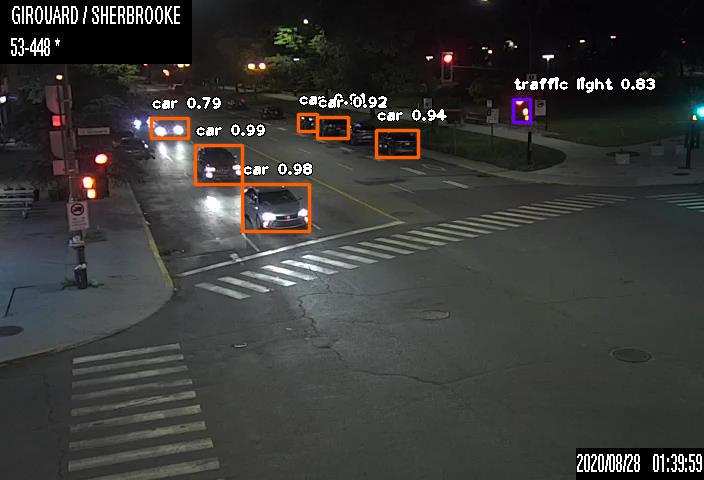 GIROUARD / SHERBROOKE
53-448 *
traffic light 0.83
car 0.79
car 0.92
car 0.94
car 0.99
car 0.98
2020/08/28 01:39:59